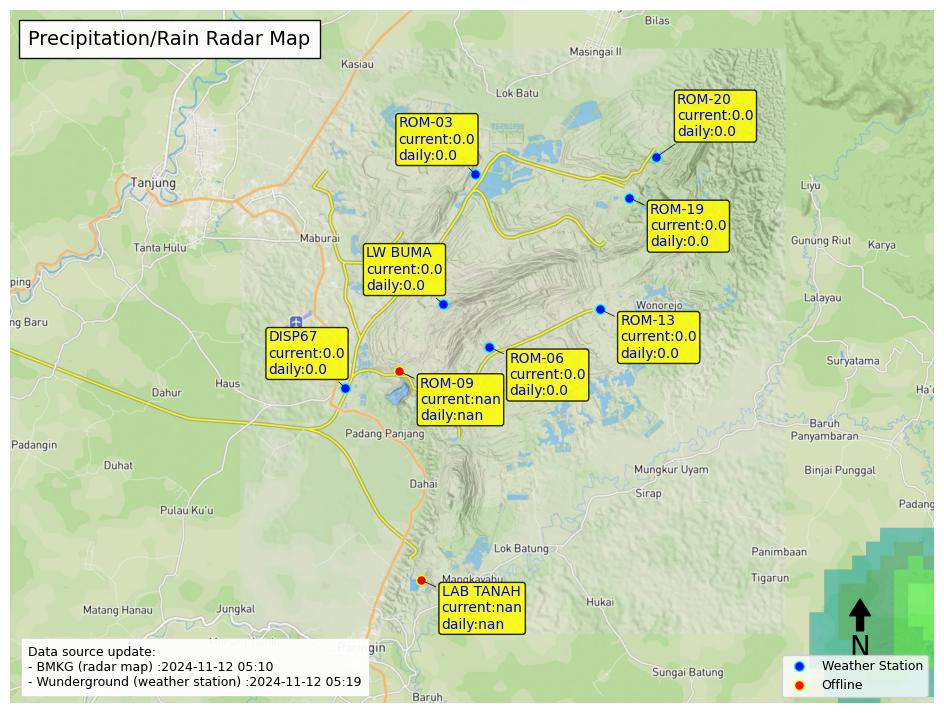 Precipitation/Rain Radar Map
Bilas
Masingai II
Kasiau
Lok Batu
ROM-20
current:0.0
daily:0.0
ROM-03
current:0.0
daily:0.0
Tanjung
Liyu
ROM-19
current:0.0
daily:0.0
Maburai
Tanta Hulu
Gunung Riut
Karya
LW BUMA
current:0.0
daily:0.0
ping
Lalayau
Wonorejo
ng Baru
ROM-13
current:0.0
daily:0.0
DISP67
current:0.0
daily:0.0
ROM-06
current:0.0
daily:0.0
Suryatama
Haus
Dahur
Ha'
ROM-09
current:nan
daily:nan
Baruh
Panyambaran
Padang Panjang
Padangin
Duhat
Mungkur Uyam
Binjai Punggal
Dahai
Sirap
Padang
Pulau Ku'u
Lok Batung
Panimbaan
Mangkayahu
Tigarun
LAB TANAH
current:nan
daily:nan
Hukai
Matang Hanau
Jungkal
N
Data source update:
- BMKG (radar map) :2024-11-12 05:10
- Wunderground (weather station) :2024-11-12 05:19
Sungai Batung
Weather Station
Offline
Baruh